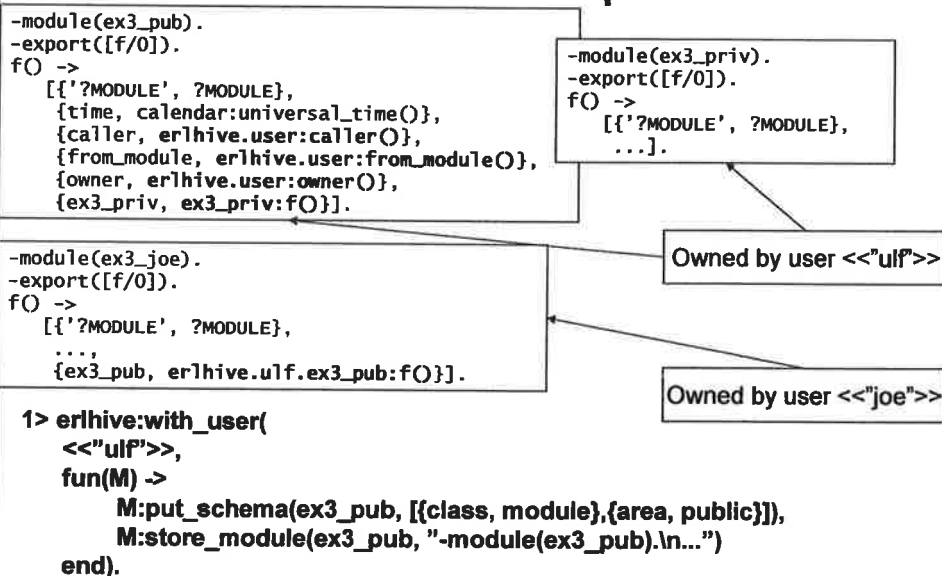 -module(ex3_pub).
-export([f/0]).
f() ->
[{'?MODULE', ?MODULE},
{time, calendar:universal_time()},
{caller, erlhive.user:caller()},
{from_module, erlhive.user:from_module()},
{owner, erlhive.user:owner()},
{ex3_priv, ex3_priv:f()}].
-module(ex3_priv).
-export([f/0]).
f() ->
[{'?MODULE', ?MODULE},
...].
Owned by user <<"ulf">>
-module(ex3_joe).
-export([f/0]).
f() ->
[{'?MODULE', ?MODULE},
...,
{ex3_pub, erlhive.ulf.ex3_pub:f()}].
Owned by user <<"joe">>
1> erlhive:with_user(
<<"ulf">>,
fun(M) ->
M:put_schema(ex3_pub, [{class, module},{area, public}]),
M:store_module(ex3_pub, "-module(ex3_pub).\n...")
end).